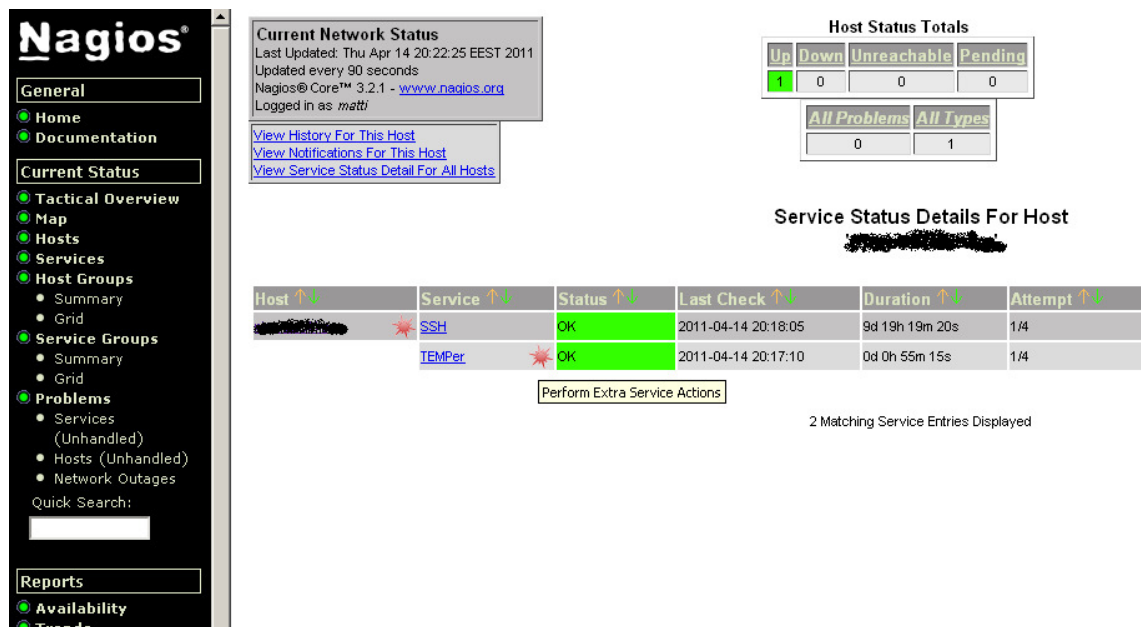 Nagios®
General
Home
Documentation
Current Status
Tactical Overview
Map
Hosts
Services
Host Groups
Summary
Grid
Service Groups
Summary
Grid
Problems
Services
(Unhandled)
Hosts (Unhandled)
Network Outages
Quick Search:
Reports
Availability
Trends
Current Network Status
Last Updated: Thu Apr 14 20:22:25 EEST 2011
Updated every 90 seconds
Nagios® Core™ 3.2.1 - www.nagios.org
Logged in as matti
View History For This Host
View Notifications For This Host
View Service Status Detail For All Hosts
Host Status Totals
Up Down Unreachable Pending
1 0 0 0
All Problems All Types
0 1
Service Status Details For Host
Host ↑↓ Service ↑↓ Status ↑↓ Last Check ↑↓ Duration ↑↓ Attempt ↑↓
SSH OK 2011-04-14 20:18:05 9d 19h 19m 20s 1/4
TEMPer OK 2011-04-14 20:17:10 0d 0h 55m 15s 1/4
Perform Extra Service Actions
2 Matching Service Entries Displayed